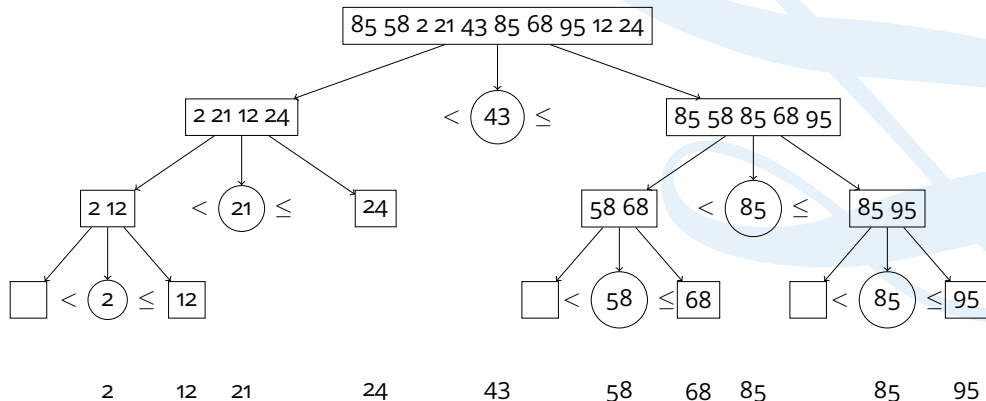 85 58 2 21 43 85 68 95 12 24
2 21 12 24 < 43 ≤ 85 58 85 68 95
2 12 < 21 ≤ 24 58 68 < 85 ≤ 85 95
< 2 ≤ 12 < 58 ≤ 68 < 85 ≤ 95
2 12 21 24 43 58 68 85 85 95